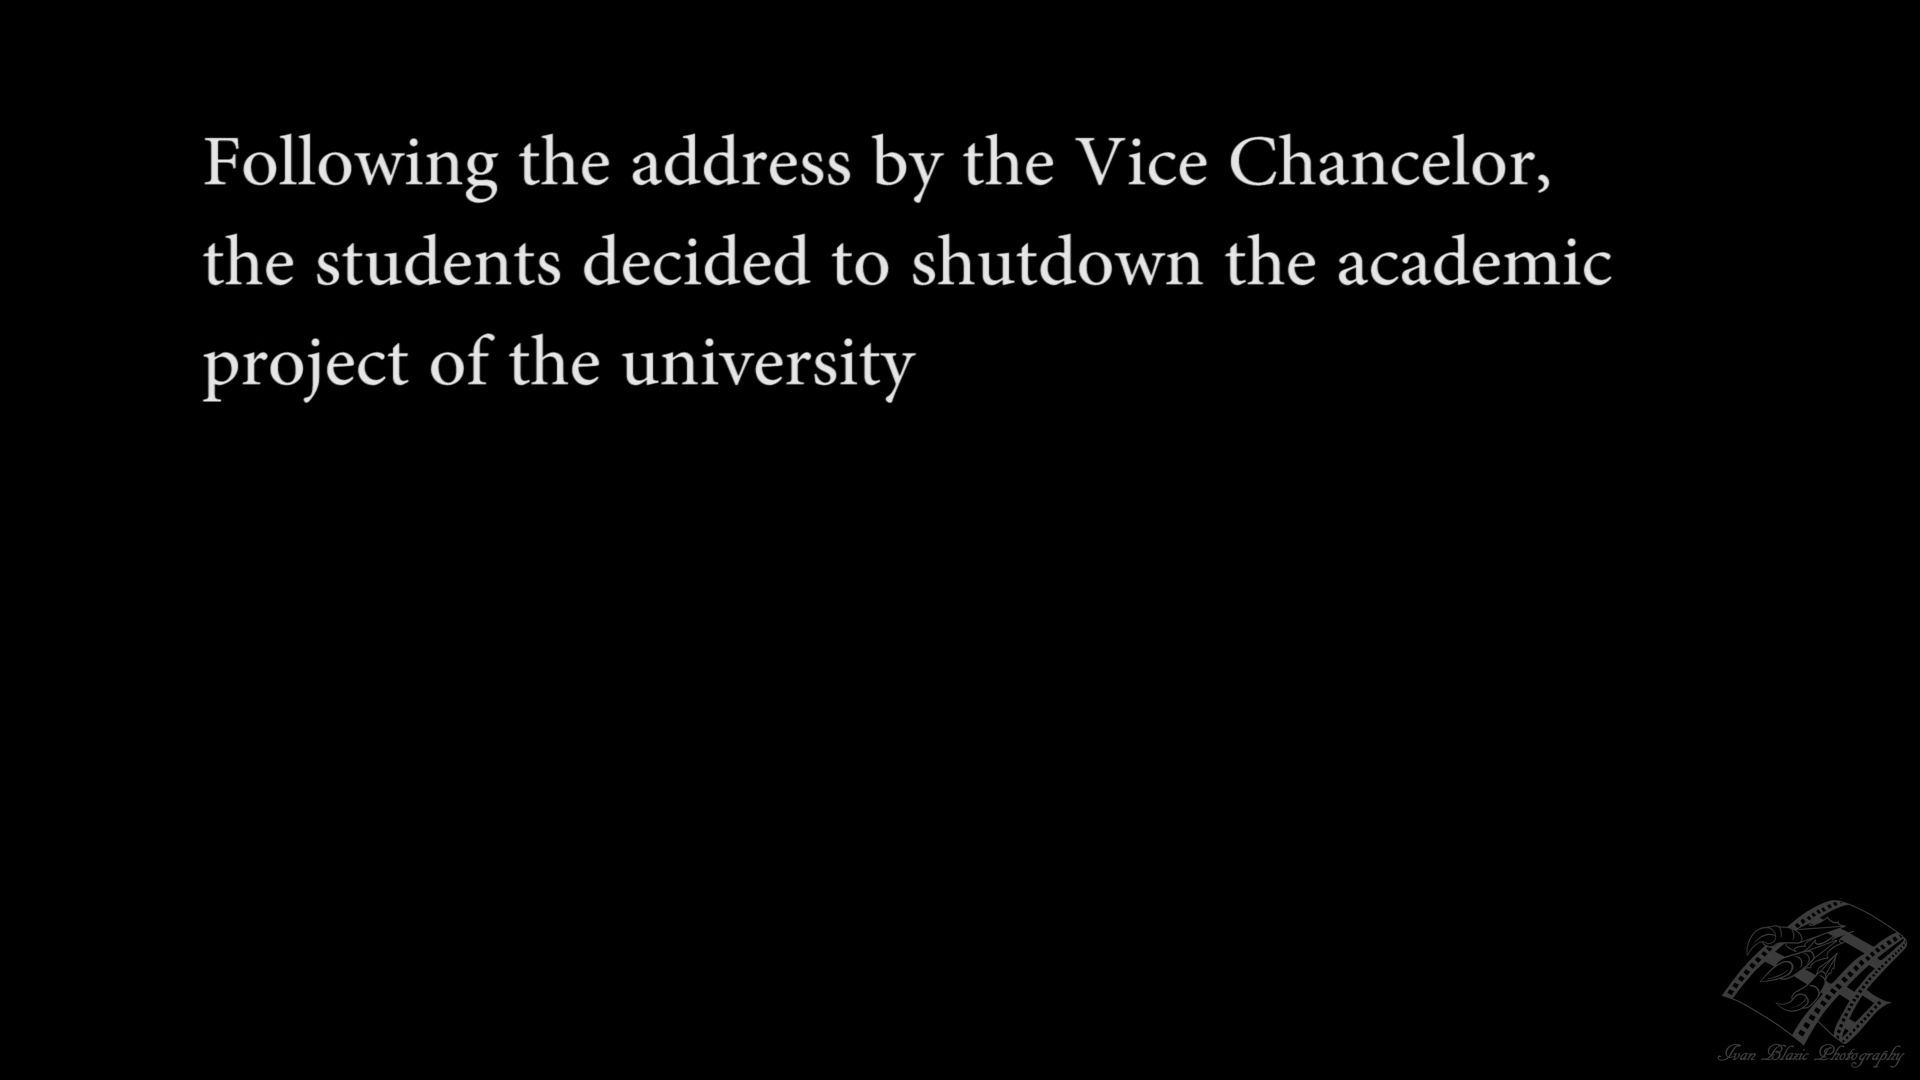 Following the address by the Vice Chancelor,
the students decided to shutdown the academic
project of the university
Ivan Blazic Photography